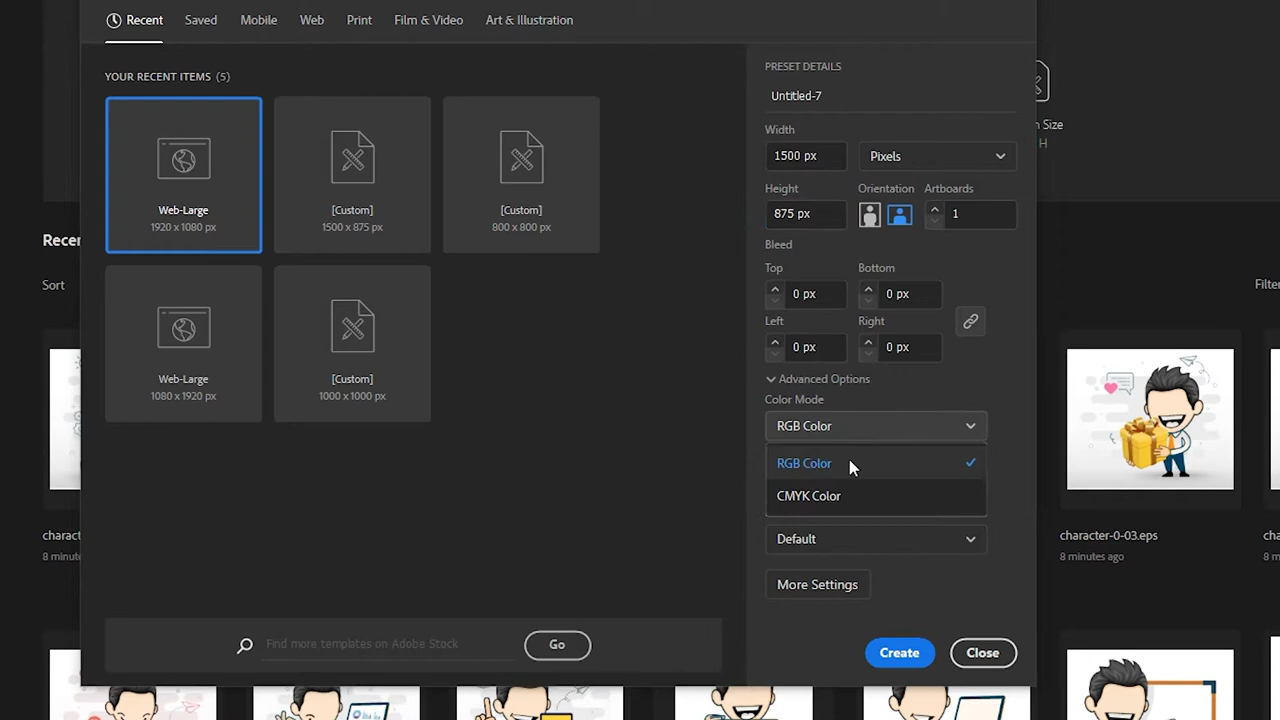 Recent
Saved
Mobile
Web
Print
Film & Video
Art & Illustration
YOUR RECENT ITEMS (5)
Web-Large
1920 x 1080 px
[Custom]
1500 x 875 px
[Custom]
800 x 800 px
Web-Large
1080 x 1920 px
[Custom]
1000 x 1000 px
Find more templates on Adobe Stock
Go
PRESET DETAILS
Untitled-7
Width
1500 px
Pixels
Height
Orientation
Artboards
875 px
1
Bleed
Top
Bottom
0 px
0 px
Left
Right
0 px
0 px
Advanced Options
Color Mode
RGB Color
RGB Color
CMYK Color
Default
More Settings
Create
Close
Size
H
Recen
Sort
Filte
charact
8 minut
character-0-03.eps
8 minutes ago
cha
8 m